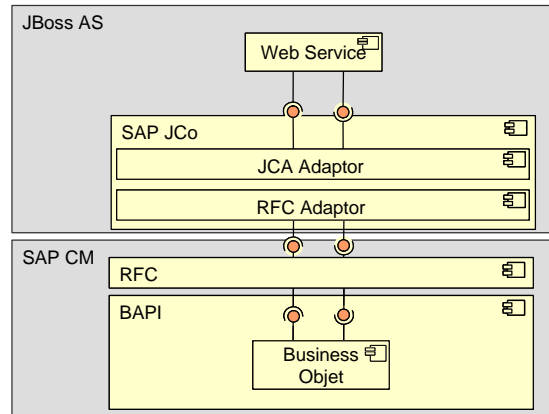 JBoss AS
Web Service
SAP JCo
JCA Adaptor
RFC Adaptor
SAP CM
RFC
BAPI
Business
Objet